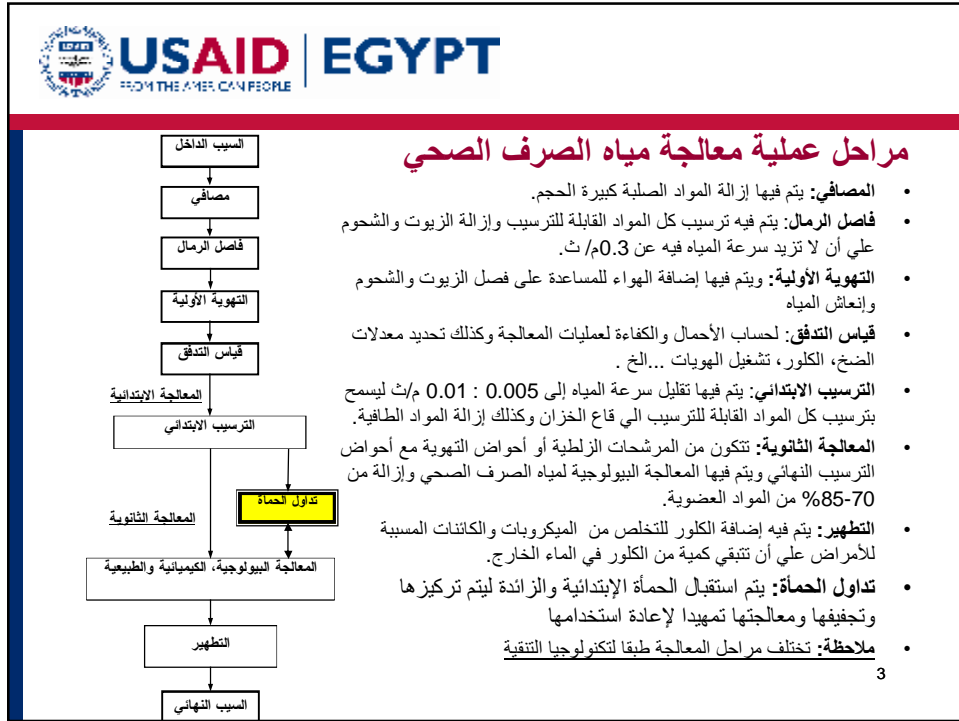 USAID EGYPT
FROM THE AMERICAN PEOPLE
مراحل عملية معالجة مياه الصرف الصحي
• المصافي: يتم فيها إزالة المواد الصلبة كبيرة الحجم.
• فاصل الرمال: يتم فيه ترسيب كل المواد القابلة للترسيب وإزالة الزيوت والشحوم
علي أن لا تزيد سرعة المياه فيه عن 0.3م/ ث.
• التهوية الأولية: ويتم فيها إضافة الهواء للمساعدة على فصل الزيوت والشحوم
وإنعاش المياه
• قياس التدفق: لحساب الأحمال والكفاءة لعمليات المعالجة وكذلك تحديد معدلات
الضخ، الكلور، تشغيل الهويات ...الخ .
• الترسيب الابتدائي: يتم فيها تقليل سرعة المياه إلى 0.005 : 0.01 م/ث ليسمح
بترسيب كل المواد القابلة للترسيب الي قاع الخزان وكذلك إزالة المواد الطافية.
• المعالجة الثانوية: تتكون من المرشحات الزلطية أو أحواض التهوية مع أحواض
الترسيب النهائي ويتم فيها المعالجة البيولوجية لمياه الصرف الصحي وإزالة من
70-85% من المواد العضوية.
• التطهير: يتم فيه إضافة الكلور للتخلص من الميكروبات والكائنات المسببة
للأمراض علي أن تتبقي كمية من الكلور في الماء الخارج.
• تداول الحمأة: يتم استقبال الحمأة الإبتدائية والزائدة ليتم تركيزها
وتجفيفها ومعالجتها تمهيدا لإعادة استخدامها
• ملاحظة: تختلف مراحل المعالجة طبقا لتكنولوجيا التنقية
السيب الداخل
مصافي
فاصل الرمال
التهوية الأولية
قياس التدفق
المعالجة الابتدائية
الترسيب الابتدائي
تداول الحمأة
المعالجة الثانوية
المعالجة البيولوجية، الكيميائية والطبيعية
التطهير
السيب النهائي
3